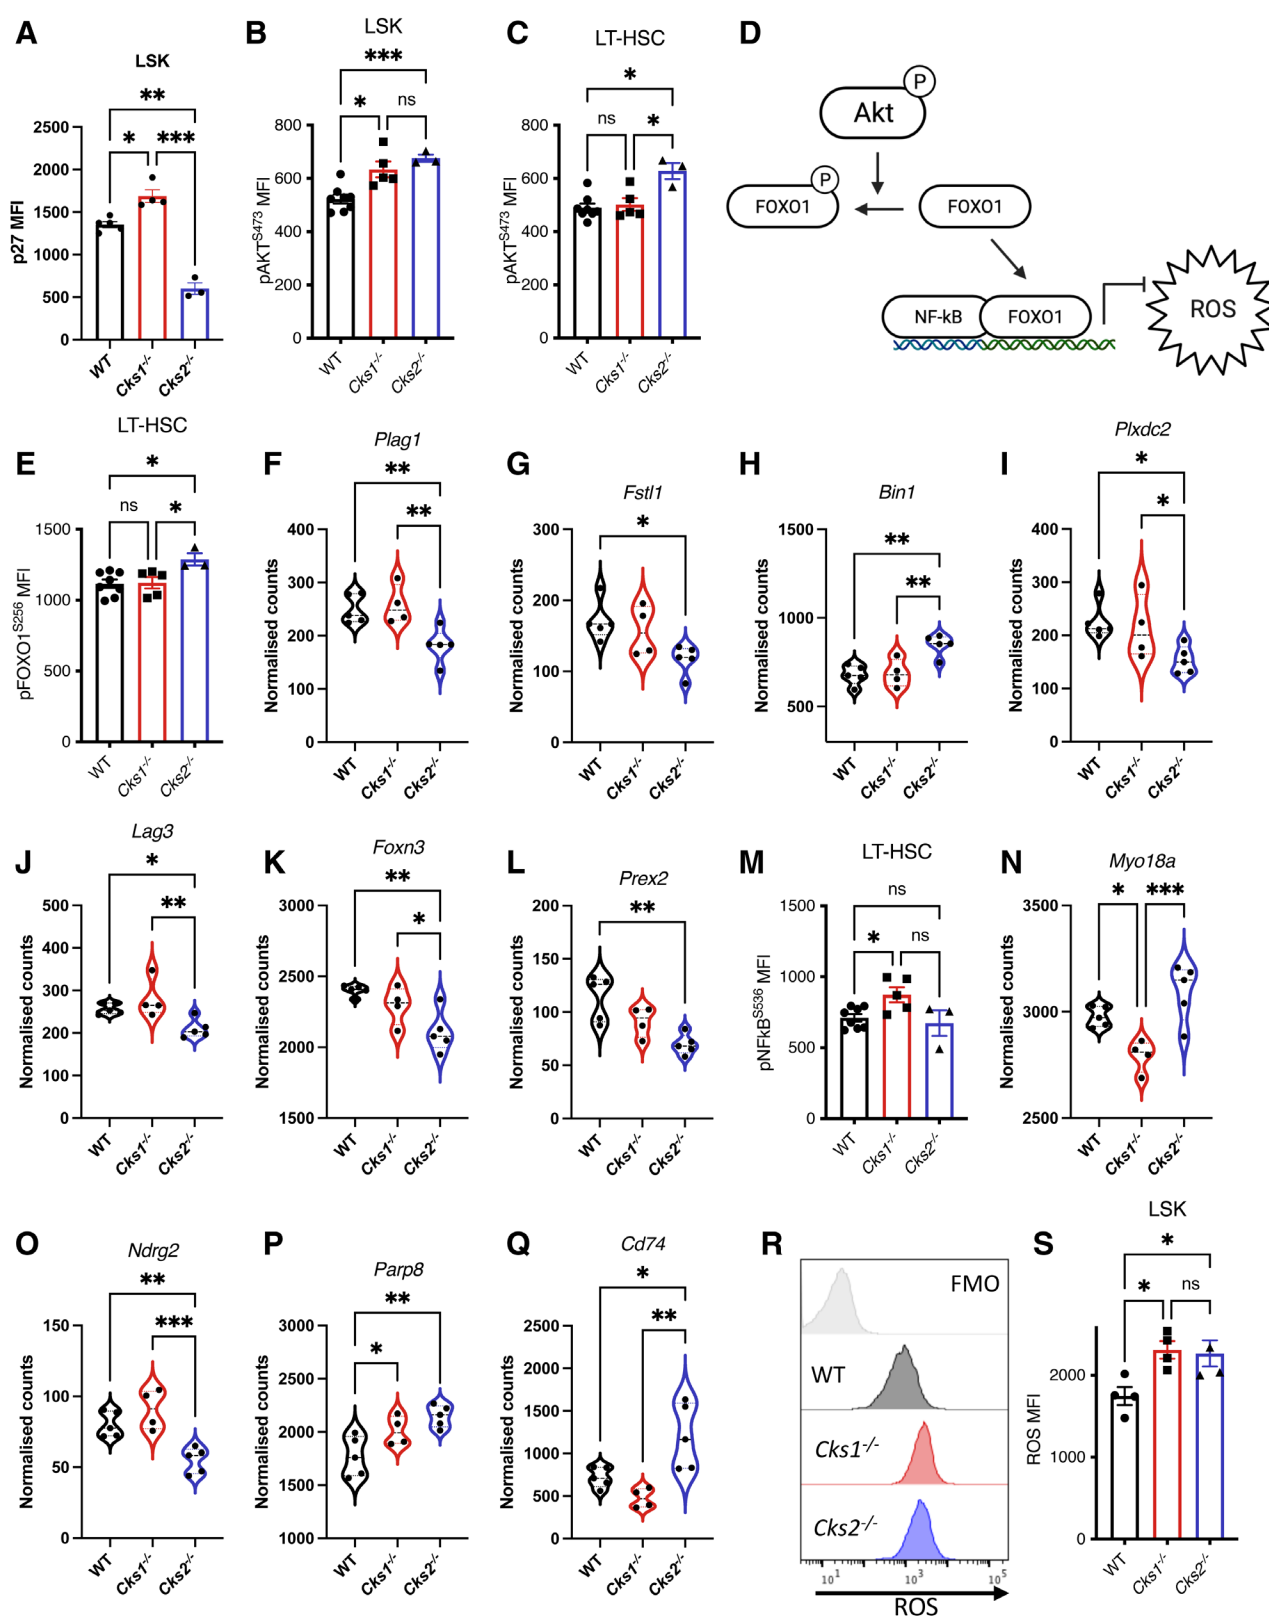 A
LSK
**
* ***
p27 MFI
2500
2000
1500
1000
500
0
WT
Cks1-/-
Cks2-/-
B
LSK
***
* ns
pAKTS473 MFI
800
600
400
200
0
WT
Cks1-/-
Cks2-/-
C
LT-HSC
*
ns *
pAKTS473 MFI
800
600
400
200
0
WT
Cks1-/-
Cks2-/-
D
Akt
P
P
FOXO1
FOXO1
NF-kB
FOXO1
ROS
E
LT-HSC
*
ns *
pFOXO1S256 MFI
1500
1000
500
0
WT
Cks1-/-
Cks2-/-
F
Plag1
**
**
Normalised counts
400
300
200
100
0
WT
Cks1-/-
Cks2-/-
G
Fstl1
*
Normalised counts
300
200
100
0
WT
Cks1-/-
Cks2-/-
H
Bin1
**
**
Normalised counts
1500
1000
500
WT
Cks1-/-
Cks2-/-
I
Plxdc2
*
*
Normalised counts
400
300
200
100
0
WT
Cks1-/-
Cks2-/-
J
Lag3
*
**
Normalised counts
500
400
300
200
100
0
WT
Cks1-/-
Cks2-/-
K
Foxn3
**
*
Normalised counts
3000
2500
2000
1500
WT
Cks1-/-
Cks2-/-
L
Prex2
**
Normalised counts
200
150
100
50
0
WT
Cks1-/-
Cks2-/-
M
LT-HSC
ns
* ns
pNFkBS536 MFI
1500
1000
500
0
WT
Cks1-/-
Cks2-/-
N
Myo18a
* ***
Normalised counts
3500
3000
2500
WT
Cks1-/-
Cks2-/-
O
Ndrg2
**
***
Normalised counts
150
100
50
0
WT
Cks1-/-
Cks2-/-
P
Parp8
**
*
Normalised counts
3000
2500
2000
1500
1000
WT
Cks1-/-
Cks2-/-
Q
Cd74
*
**
Normalised counts
2500
2000
1500
1000
500
0
WT
Cks1-/-
Cks2-/-
R
FMO
WT
Cks1-/-
Cks2-/-
101 103 105
ROS
S
LSK
*
* ns
ROS MFI
2000
1000
0
WT
Cks1-/-
Cks2-/-